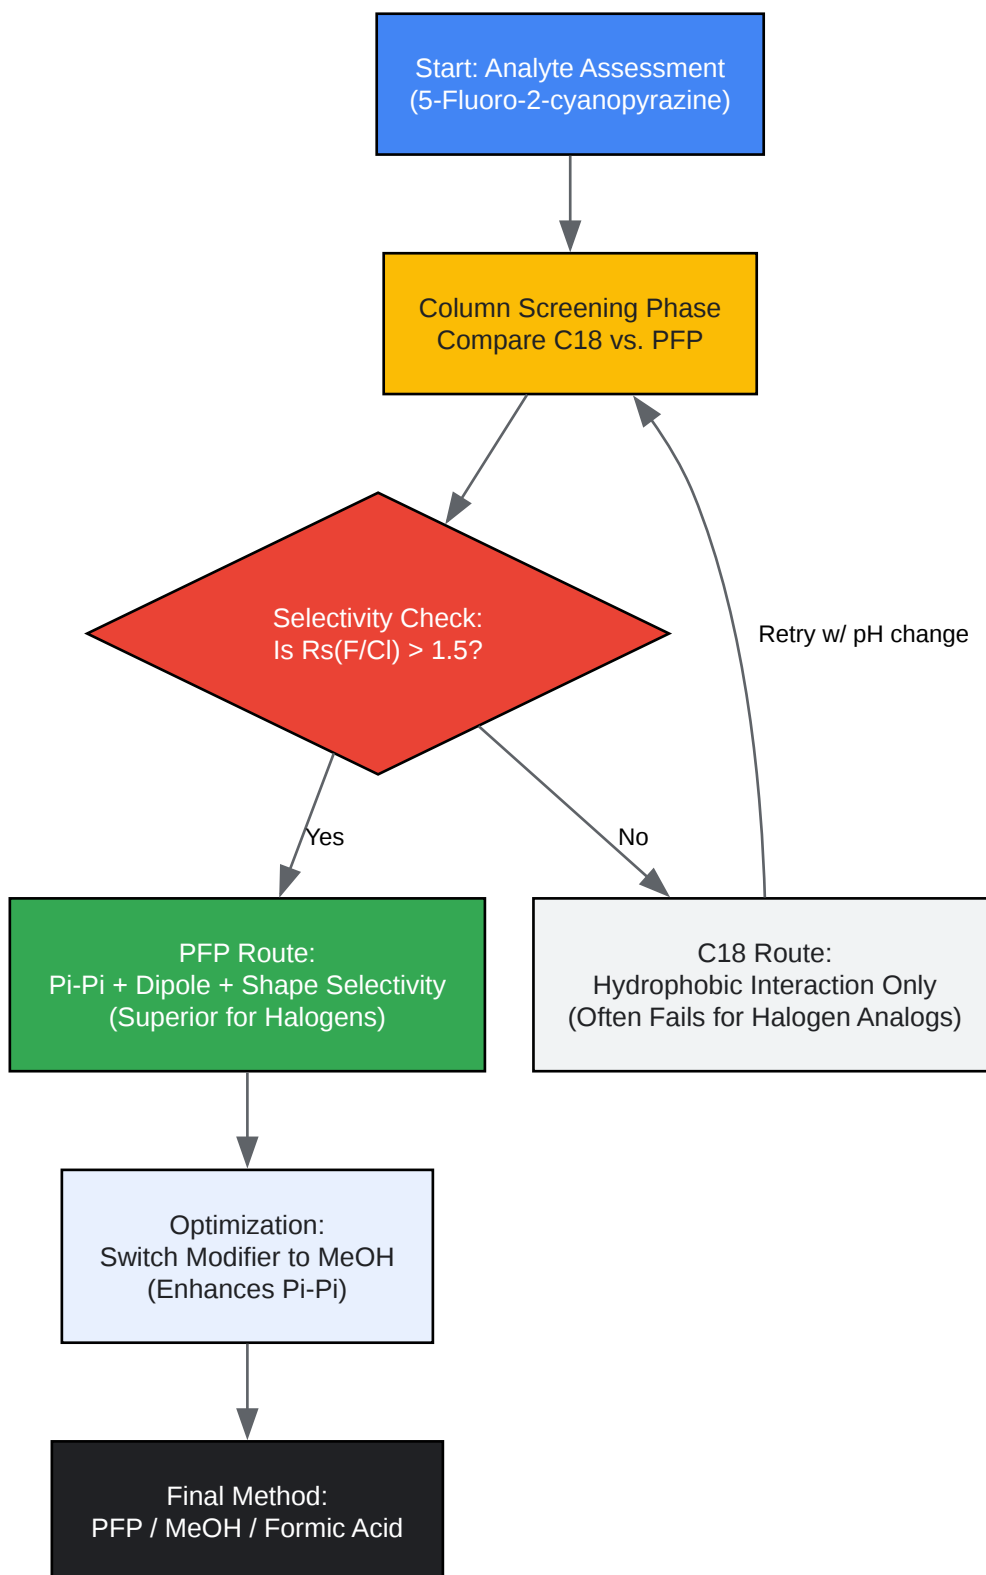 Start: Analyte Assessment
(5-Fluoro-2-cyanopyrazine)
Column Screening Phase
Compare C18 vs. PFP
Selectivity Check:
Is Rs(F/Cl) > 1.5?
Retry w/ pH change
Yes
No
PFP Route:
Pi-Pi + Dipole + Shape Selectivity
(Superior for Halogens)
C18 Route:
Hydrophobic Interaction Only
(Often Fails for Halogen Analogs)
Optimization:
Switch Modifier to MeOH
(Enhances Pi-Pi)
Final Method:
PFP / MeOH / Formic Acid